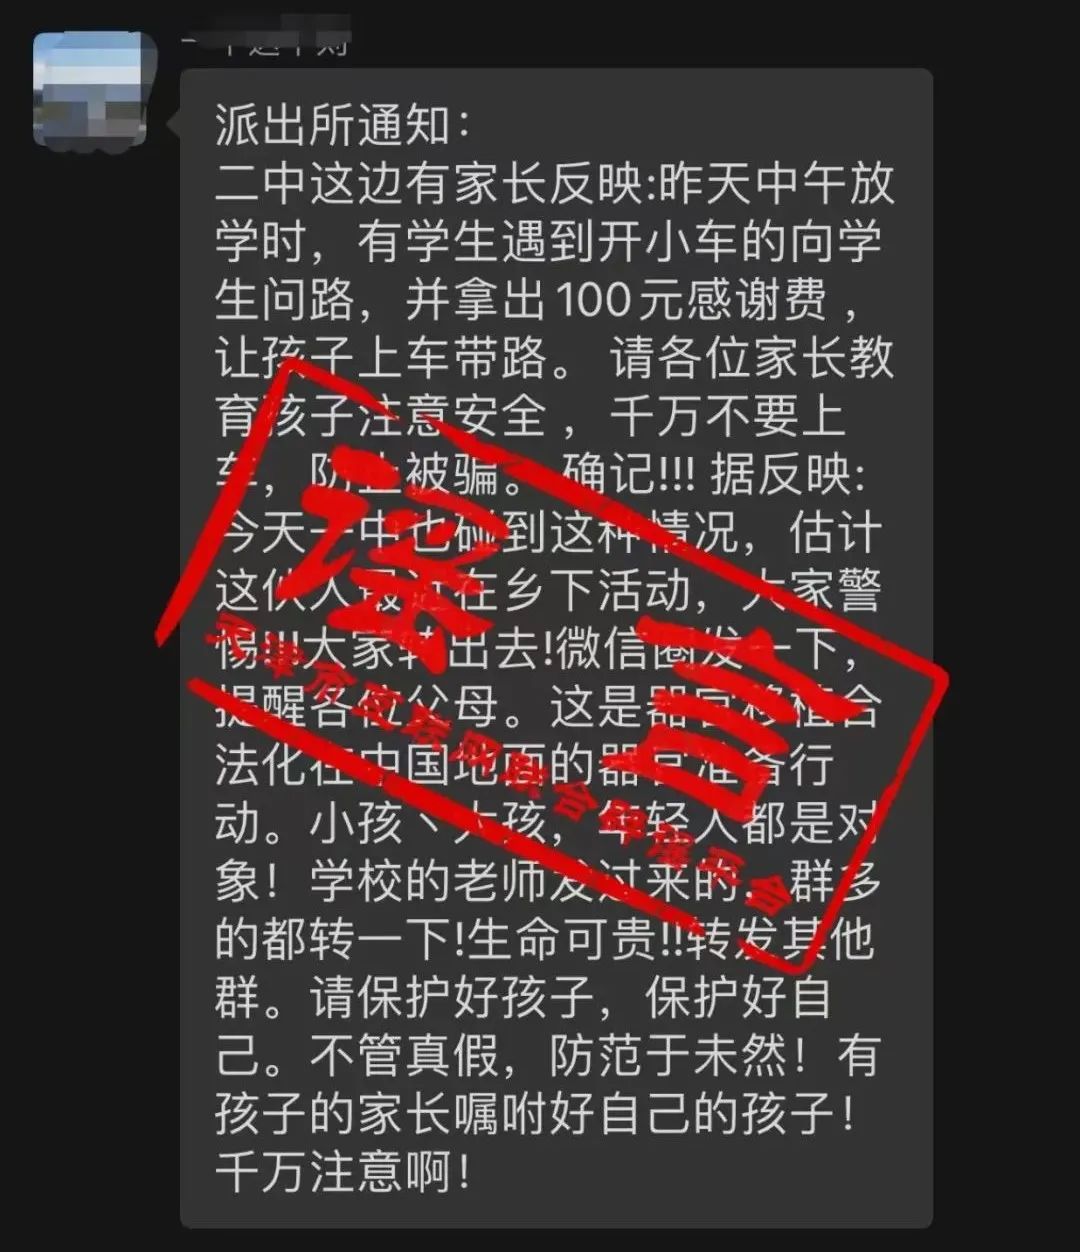 派出所通知：
二中这边有家长反映:昨天中午放
学时，有学生遇到开小车的向学
生问路，并拿出100元感谢费，
让孩子上车带路。 请各位家长教
育孩子注意安全，千万不要上
车，防止被骗。 确记!!! 据反映:
今天一中也碰到这种情况，估计
这伙人最近在乡下活动，大家警
惕!!!大家转出去!微信圈发一下，
提醒各位父母。这是器官移植合
法化在中国地面的器官准备行
动。小孩丶大孩，年轻人都是对
象！学校的老师发过来的，群多
的都转一下!生命可贵!!转发其他
群。请保护好孩子，保护好自
己。不管真假，防范于未然！有
孩子的家长嘱咐好自己的孩子！
千万注意啊！
谣言